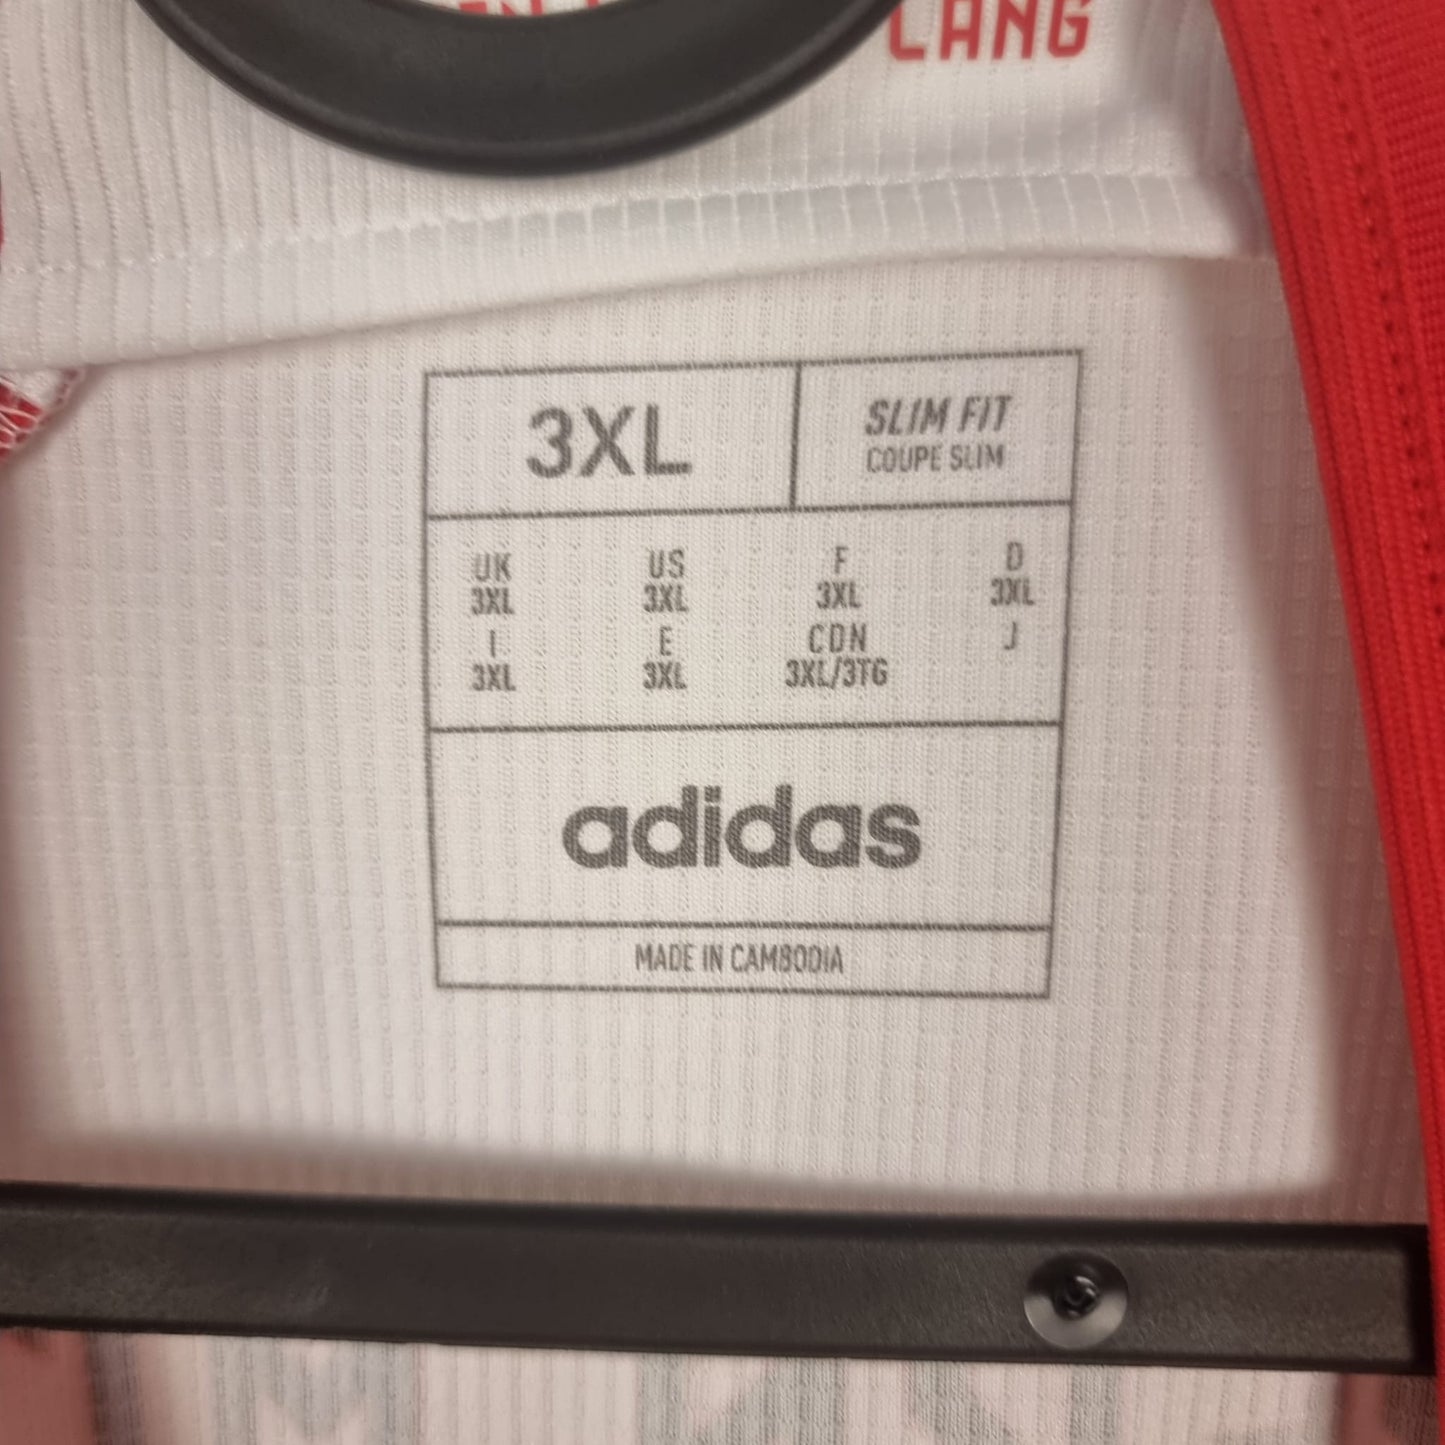 LANG
3XL
SLIM FIT
COUPE SLIM
UK US F D
3XL 3XL 3XL 3XL
I E CDN J
3XL 3XL 3XL/3TG
adidas
MADE IN CAMBODIA